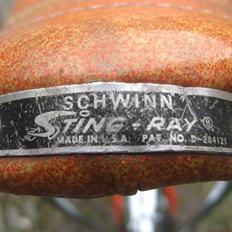 SCHWINN
STING-RAY®
MADE IN U.S.A. PAT. NO. D-204121